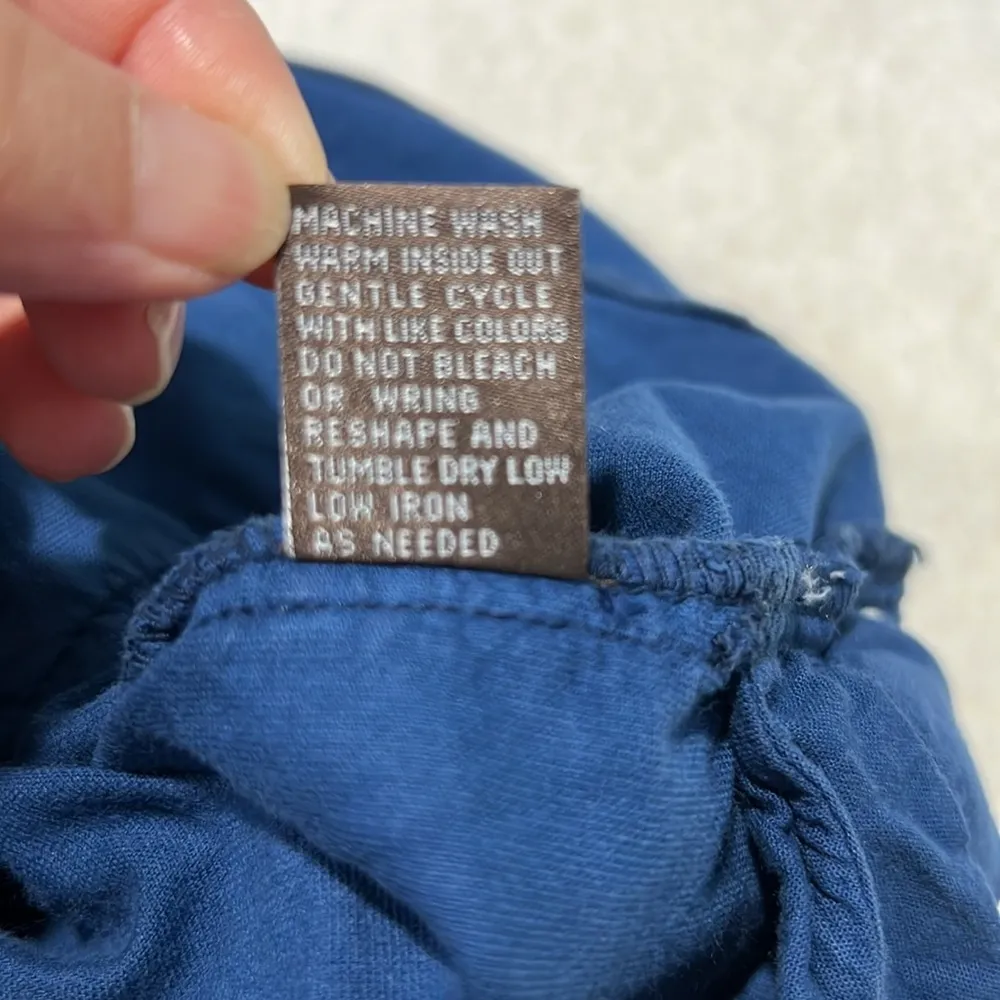 MACHINE WASH
WARM INSIDE OUT
GENTLE CYCLE
WITH LIKE COLORS
DO NOT BLEACH
OR WRING
RESHAPE AND
TUMBLE DRY LOW
LOW IRON
AS NEEDED